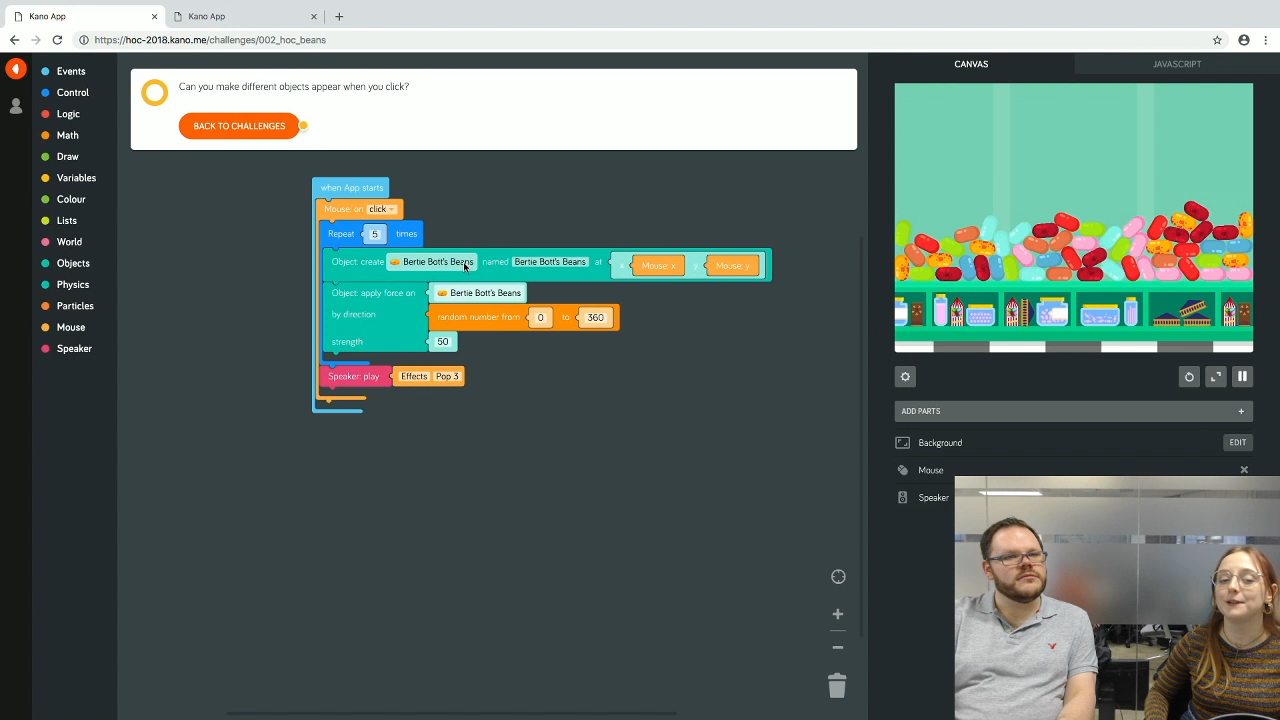 Kano App
Kano App
https://hoc-2018.kano.me/challenges/002_hoc_beans
Events
Control
Logic
Math
Draw
Variables
Colour
Lists
World
Objects
Physics
Particles
Mouse
Speaker
Can you make different objects appear when you click?
BACK TO CHALLENGES
when App starts
Mouse: on click
Repeat 5 times
Object: create Bertie Bott's Beans named Bertie Bott's Beans at x Mouse: x y Mouse: y
Object: apply force on Bertie Bott's Beans
by direction random number from 0 to 360
strength 50
Speaker: play Effects Pop 3
CANVAS JAVASCRIPT
ADD PARTS +
Background EDIT
Mouse
Speaker